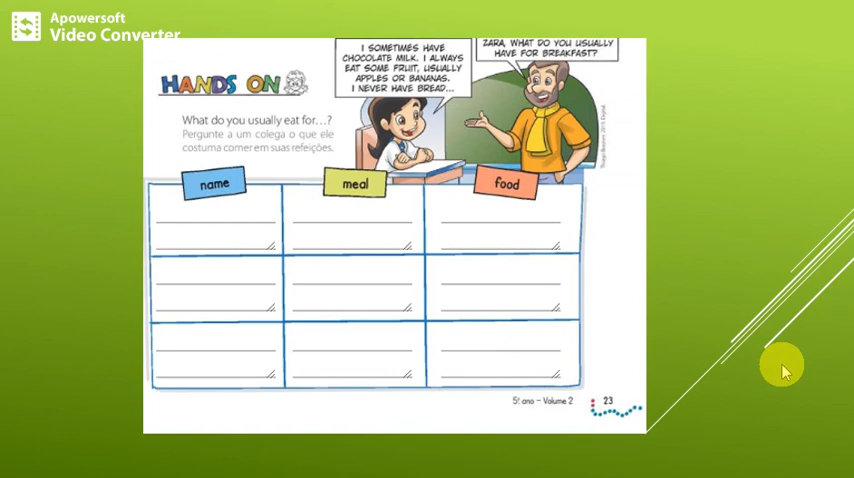 Apowersoft
Video Converter
I SOMETIMES HAVE
CHOCOLATE MILK. I ALWAYS
EAT SOME FRUIT, USUALLY
APPLES OR BANANAS.
I NEVER HAVE BREAD...
ZARA, WHAT DO YOU USUALLY
HAVE FOR BREAKFAST?
HANDS ON
What do you usually eat for...?
Pergunte a um colega o que ele
costuma comer em suas refeições.
name
meal
food
5º ano – Volume 2
23